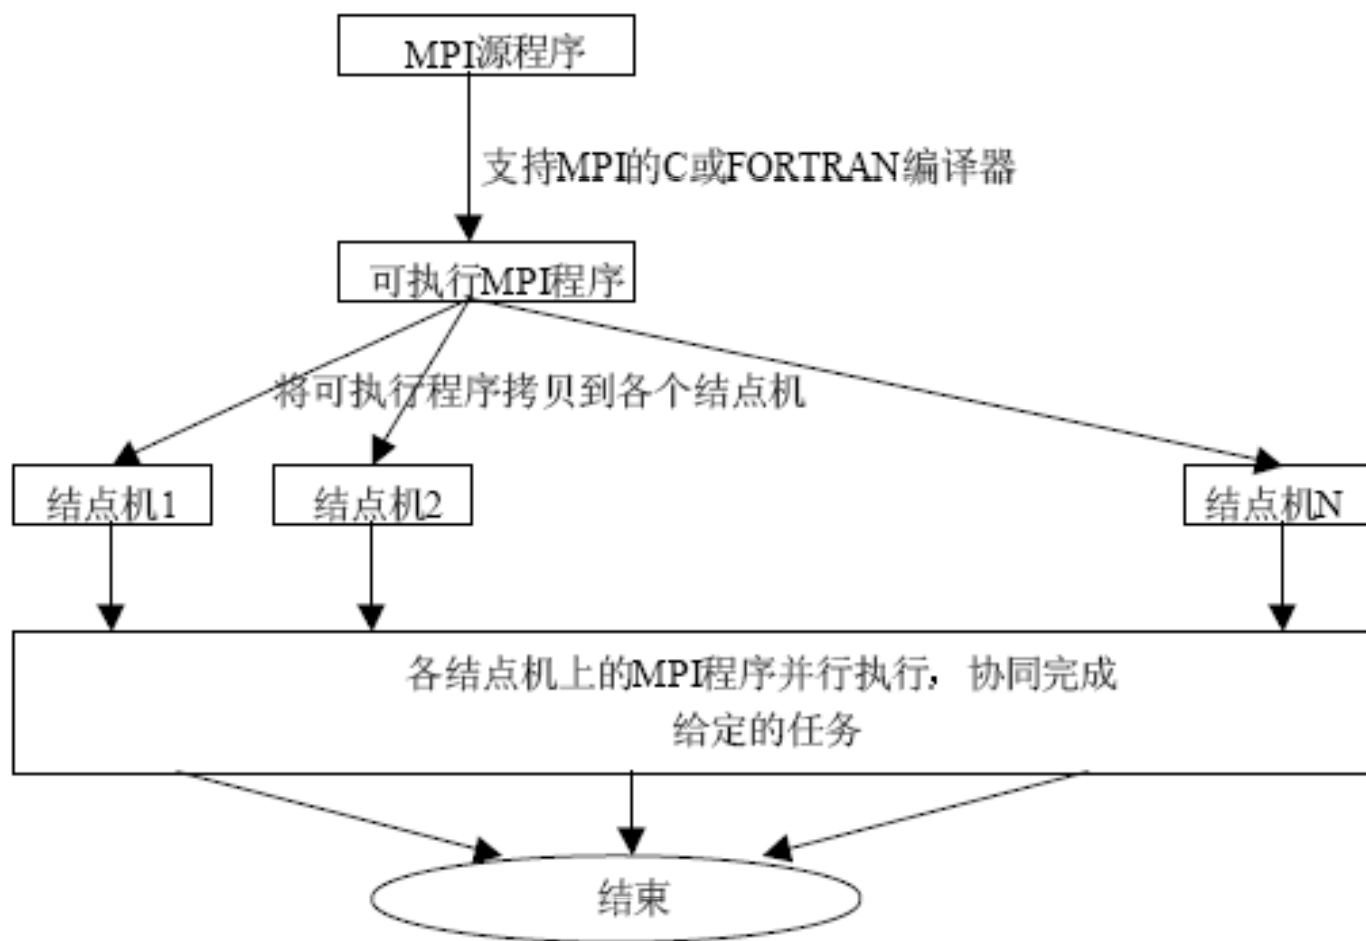 MPI源程序
支持MPI的C或FORTRAN编译器
可执行MPI程序
将可执行程序拷贝到各个结点机
结点机1
结点机2
结点机N
各结点机上的MPI程序并行执行，协同完成
给定的任务
结束